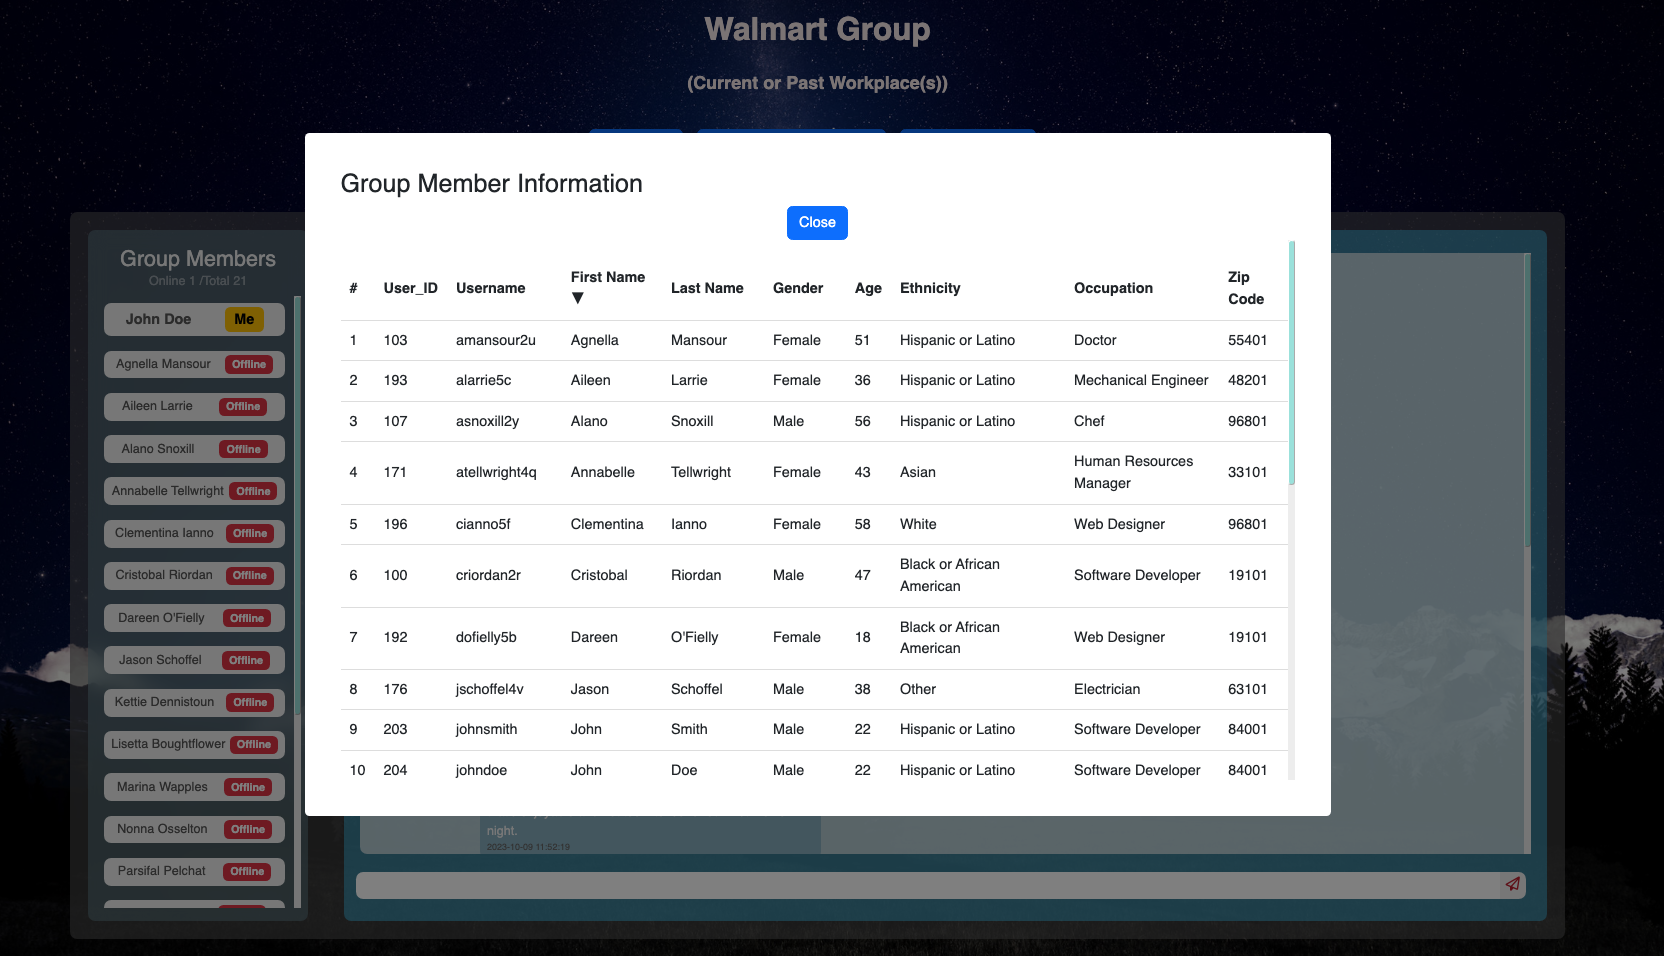 Walmart Group
(Current or Past Workplace(s))
Group Member Information
Close
# User_ID Username First Name ▼ Last Name Gender Age Ethnicity Occupation Zip Code
1 103 amansour2u Agnella Mansour Female 51 Hispanic or Latino Doctor 55401
2 193 alarrie5c Aileen Larrie Female 36 Hispanic or Latino Mechanical Engineer 48201
3 107 asnoxill2y Alano Snoxill Male 56 Hispanic or Latino Chef 96801
4 171 atellwright4q Annabelle Tellwright Female 43 Asian Human Resources Manager 33101
5 196 cianno5f Clementina Ianno Female 58 White Web Designer 96801
6 100 criordan2r Cristobal Riordan Male 47 Black or African American Software Developer 19101
7 192 dofielly5b Dareen O'Fielly Female 18 Black or African American Web Designer 19101
8 176 jschoffel4v Jason Schoffel Male 38 Other Electrician 63101
9 203 johnsmith John Smith Male 22 Hispanic or Latino Software Developer 84001
10 204 johndoe John Doe Male 22 Hispanic or Latino Software Developer 84001
Group Members
Online 1 /Total 21
John Doe Me
Agnella Mansour Offline
Aileen Larrie Offline
Alano Snoxill Offline
Annabelle Tellwright Offline
Clementina Ianno Offline
Cristobal Riordan Offline
Dareen O'Fielly Offline
Jason Schoffel Offline
Kettie Dennistoun Offline
Lisetta Boughtflower Offline
Marina Wapples Offline
Nonna Osselton Offline
Parsifal Pelchat Offline
night.
2023-10-09 11:52:19